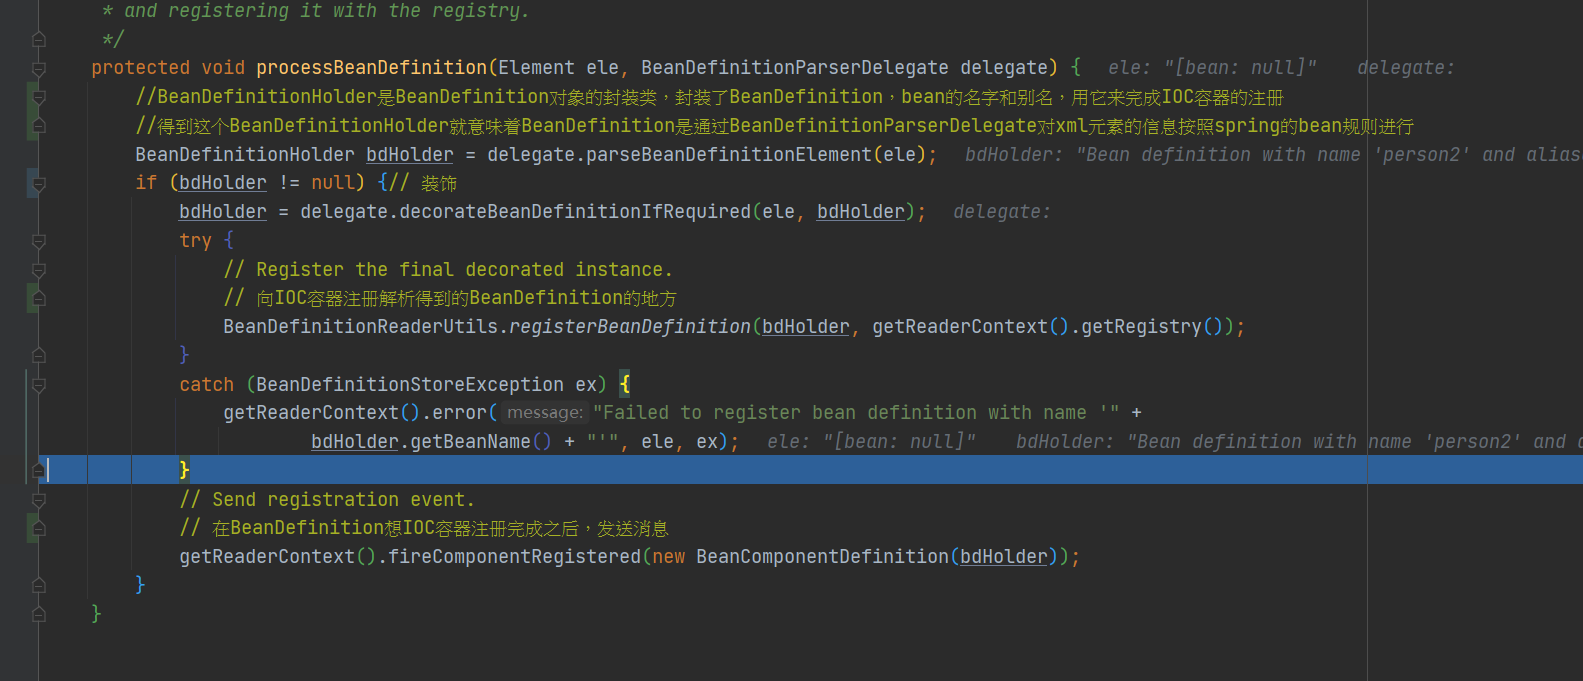 * and registering it with the registry.
*/
protected void processBeanDefinition(Element ele, BeanDefinitionParserDelegate delegate) { ele: "[bean: null]" delegate:
//BeanDefinitionHolder是BeanDefinition对象的封装类，封装了BeanDefinition，bean的名字和别名，用它来完成IOC容器的注册
//得到这个BeanDefinitionHolder就意味着BeanDefinition是通过BeanDefinitionParserDelegate对xml元素的信息按照spring的bean规则进行
BeanDefinitionHolder bdHolder = delegate.parseBeanDefinitionElement(ele); bdHolder: "Bean definition with name 'person2' and alias
if (bdHolder != null) {// 装饰
bdHolder = delegate.decorateBeanDefinitionIfRequired(ele, bdHolder); delegate:
try {
// Register the final decorated instance.
// 向IOC容器注册解析得到的BeanDefinition的地方
BeanDefinitionReaderUtils.registerBeanDefinition(bdHolder, getReaderContext().getRegistry());
}
catch (BeanDefinitionStoreException ex) {
getReaderContext().error( message: "Failed to register bean definition with name '" +
bdHolder.getBeanName() + "'", ele, ex); ele: "[bean: null]" bdHolder: "Bean definition with name 'person2' and a
}
// Send registration event.
// 在BeanDefinition想IOC容器注册完成之后，发送消息
getReaderContext().fireComponentRegistered(new BeanComponentDefinition(bdHolder));
}
}